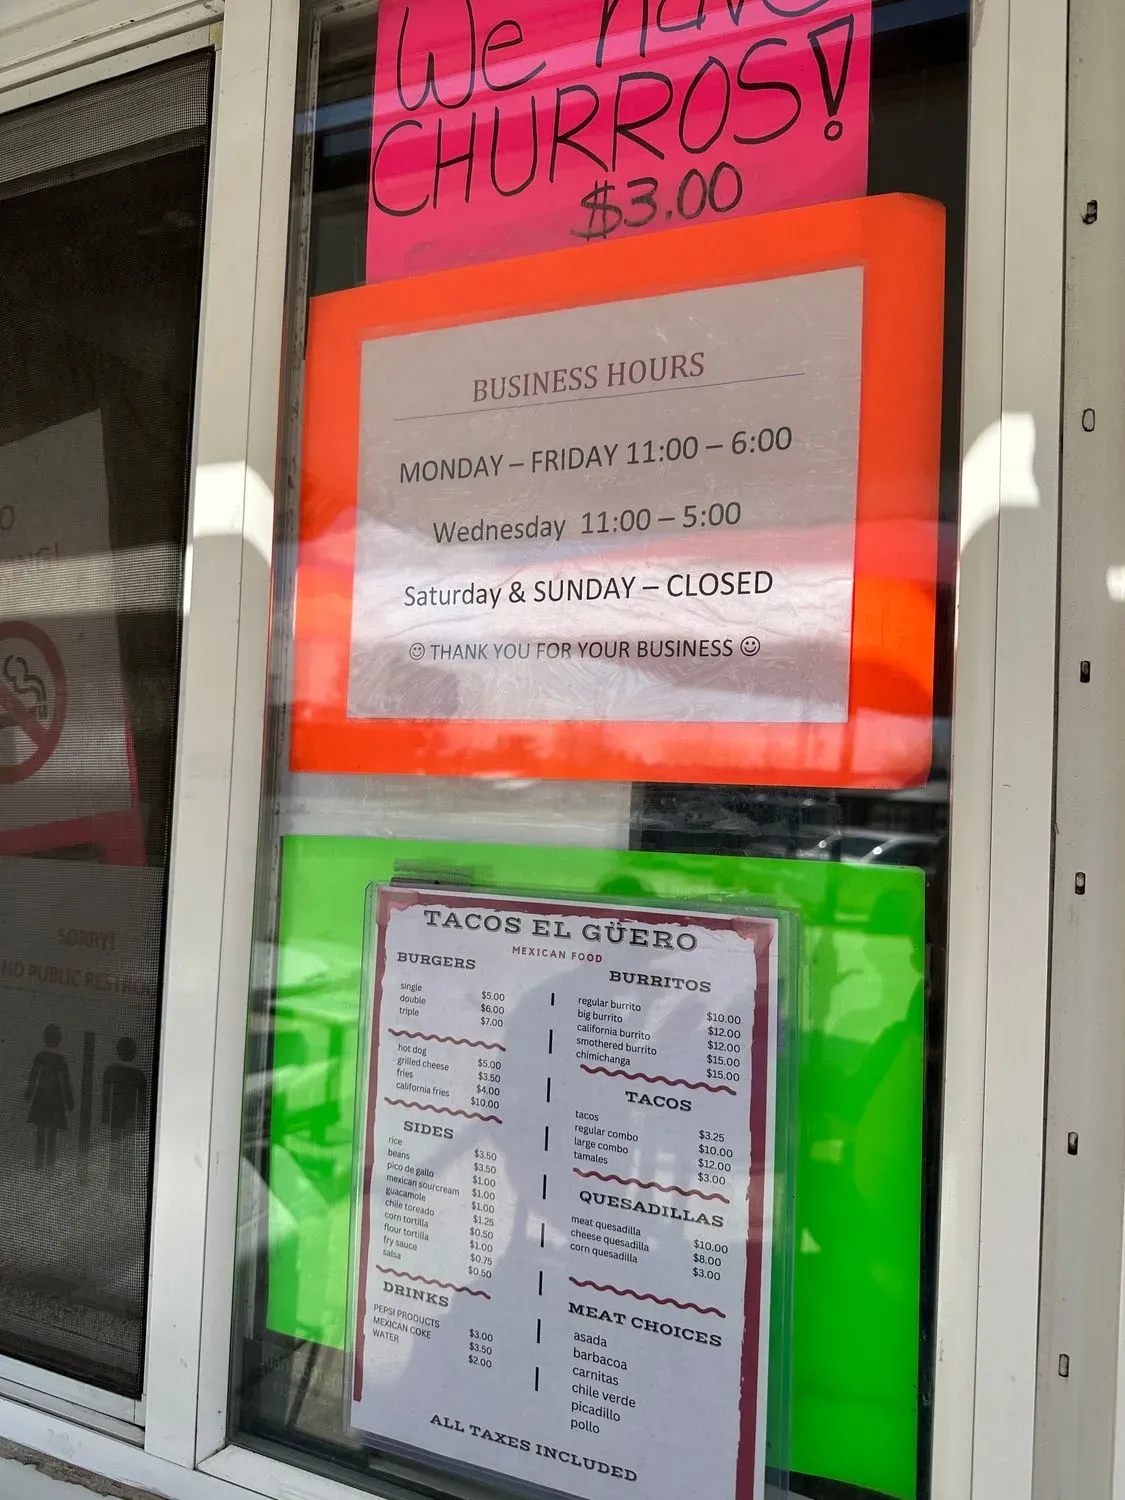 We have
CHURROS!
$3.00
BUSINESS HOURS
MONDAY – FRIDAY 11:00 – 6:00
Wednesday 11:00 – 5:00
Saturday & SUNDAY – CLOSED
☺ THANK YOU FOR YOUR BUSINESS ☺
SORRY!
NO PUBLIC
TACOS EL GÜERO
MEXICAN FOOD
BURGERS
single $5.00
double $6.00
triple $7.00
hot dog $5.00
grilled cheese $3.50
fries $4.00
california fries $10.00
SIDES
rice $3.50
beans $3.50
pico de gallo $1.00
mexican sourcream $1.00
guacamole $1.00
chile toreado $1.25
corn tortilla $0.50
flour tortilla $1.00
fry sauce $0.75
salsa $0.50
DRINKS
PEPSI PRODUCTS $3.00
MEXICAN COKE $3.50
WATER $2.00
BURRITOS
regular burrito $10.00
big burrito $12.00
california burrito $12.00
smothered burrito $15.00
chimichanga $15.00
TACOS
tacos $3.25
regular combo $10.00
large combo $12.00
tamales $3.00
QUESADILLAS
meat quesadilla $10.00
cheese quesadilla $8.00
corn quesadilla $3.00
MEAT CHOICES
asada
barbacoa
carnitas
chile verde
picadillo
pollo
ALL TAXES INCLUDED